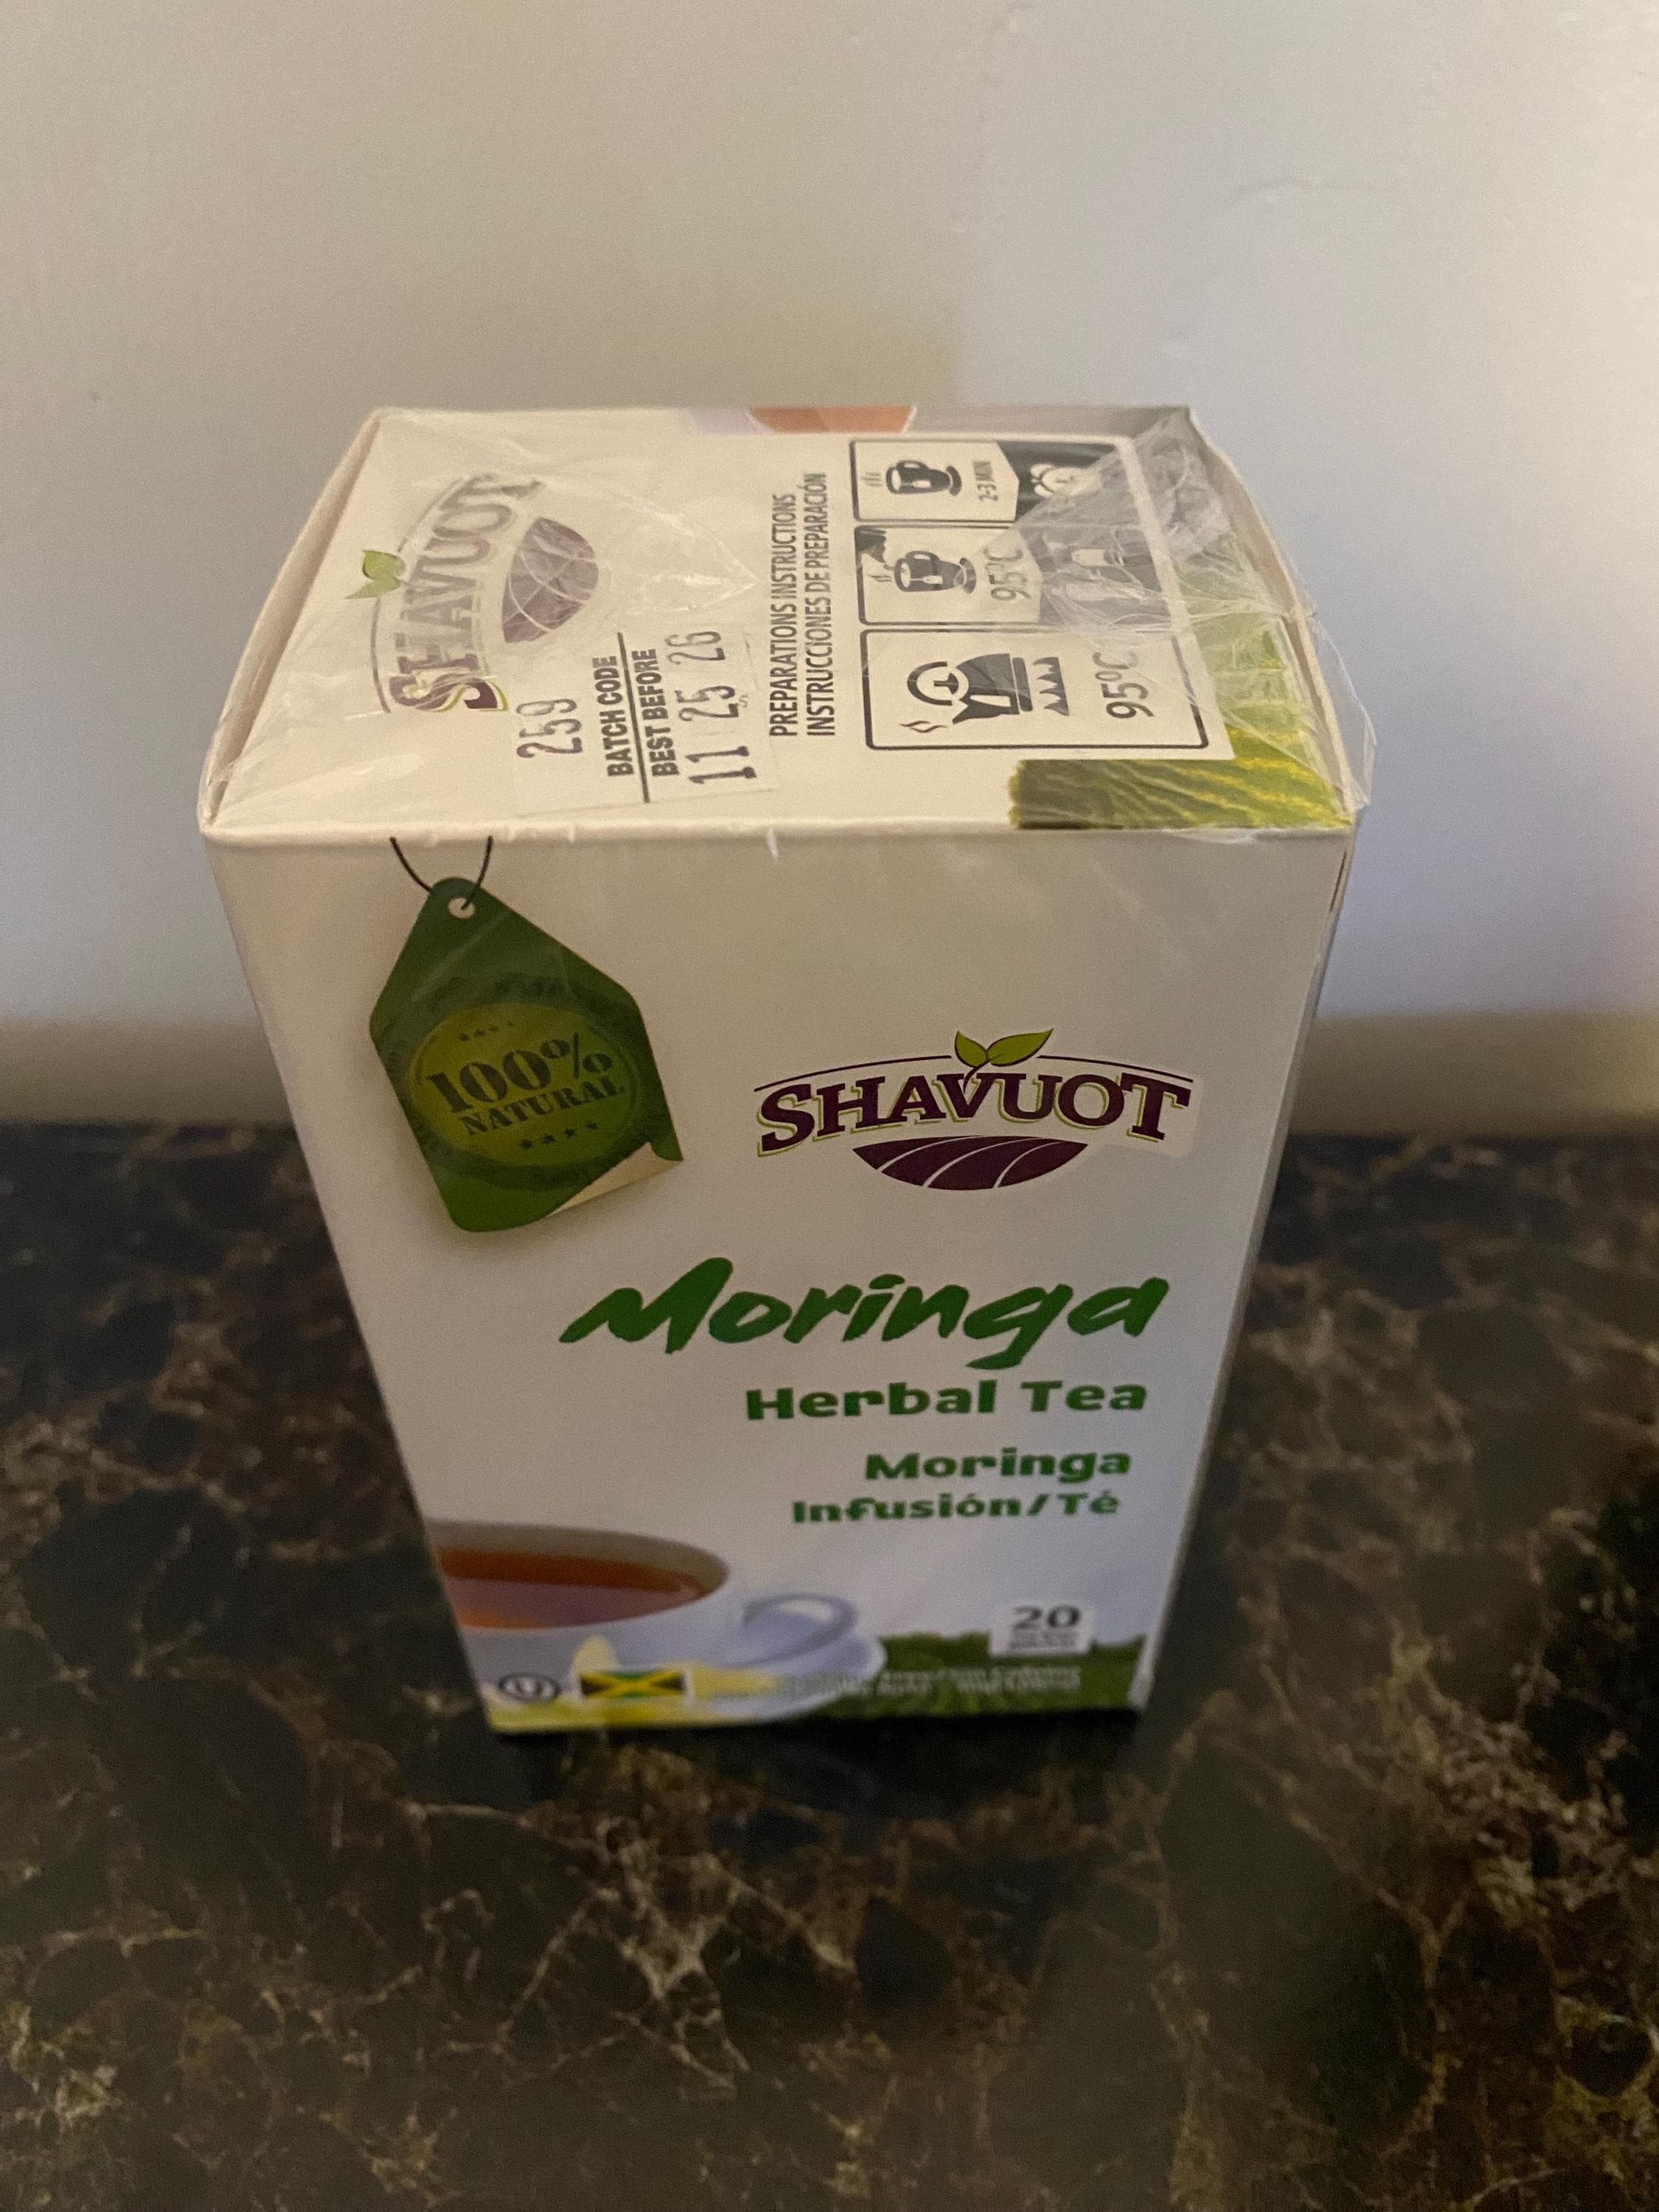 SHAVUOT
259
BATCH CODE
BEST BEFORE
11 25 26
PREPARATIONS INSTRUCTIONS
INSTRUCCIONES DE PREPARACIÓN
95°C
95°C
2-3 MIN
100%
NATURAL
SHAVUOT
Moringa
Herbal Tea
Moringa
Infusión/Té
20
U